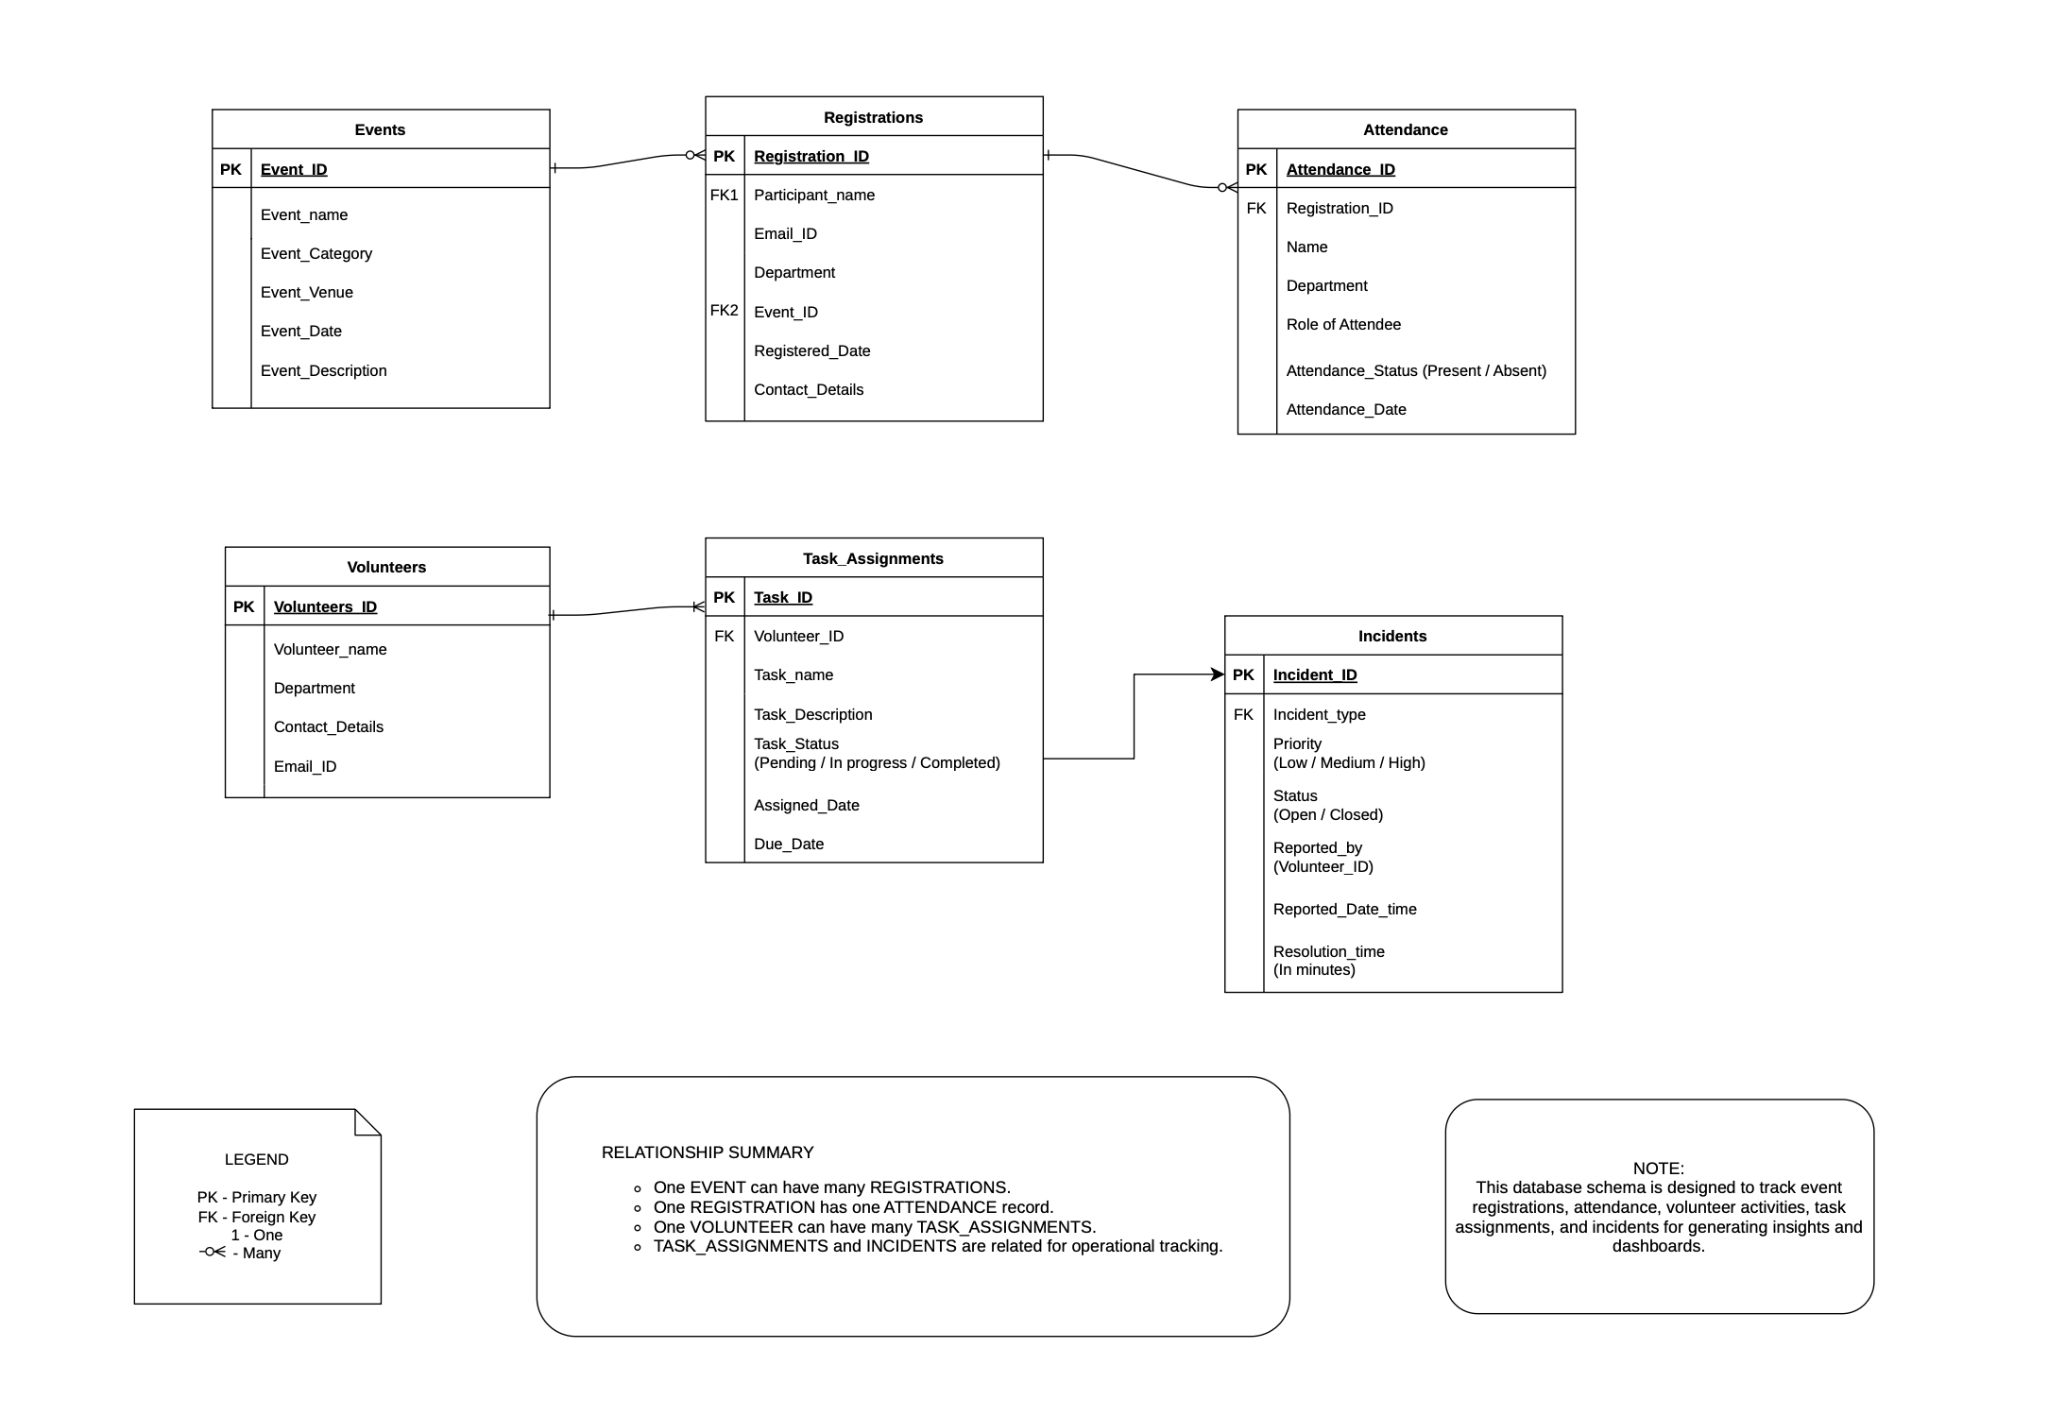 Events
PK Event_ID
Event_name
Event_Category
Event_Venue
Event_Date
Event_Description
Registrations
PK Registration_ID
FK1 Participant_name
Email_ID
Department
FK2 Event_ID
Registered_Date
Contact_Details
Attendance
PK Attendance_ID
FK Registration_ID
Name
Department
Role of Attendee
Attendance_Status (Present / Absent)
Attendance_Date
Volunteers
PK Volunteers_ID
Volunteer_name
Department
Contact_Details
Email_ID
Task_Assignments
PK Task_ID
FK Volunteer_ID
Task_name
Task_Description
Task_Status
(Pending / In progress / Completed)
Assigned_Date
Due_Date
Incidents
PK Incident_ID
FK Incident_type
Priority
(Low / Medium / High)
Status
(Open / Closed)
Reported_by
(Volunteer_ID)
Reported_Date_time
Resolution_time
(In minutes)
LEGEND
PK - Primary Key
FK - Foreign Key
1 - One
- Many
RELATIONSHIP SUMMARY
One EVENT can have many REGISTRATIONS.
One REGISTRATION has one ATTENDANCE record.
One VOLUNTEER can have many TASK_ASSIGNMENTS.
TASK_ASSIGNMENTS and INCIDENTS are related for operational tracking.
NOTE:
This database schema is designed to track event
registrations, attendance, volunteer activities, task
assignments, and incidents for generating insights and
dashboards.